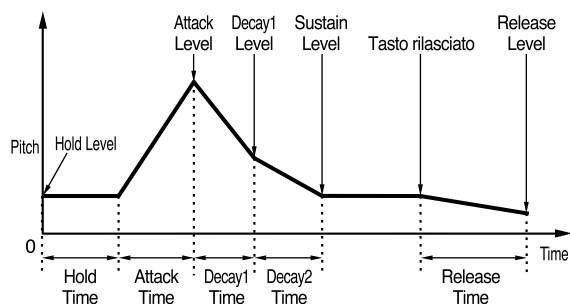 Attack Level
Decay1 Level
Sustain Level
Tasto rilasciato
Release Level
Pitch
Hold Level
0
Time
Hold Time
Attack Time
Decay1 Time
Decay2 Time
Release Time